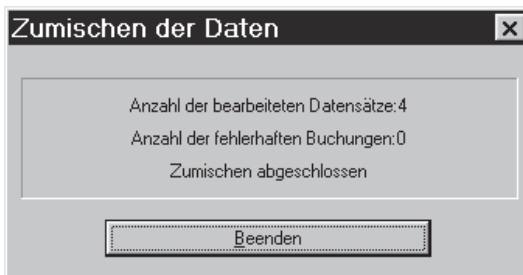 Zumischen der Daten
Anzahl der bearbeiteten Datensätze:4
Anzahl der fehlerhaften Buchungen:0
Zumischen abgeschlossen
Beenden